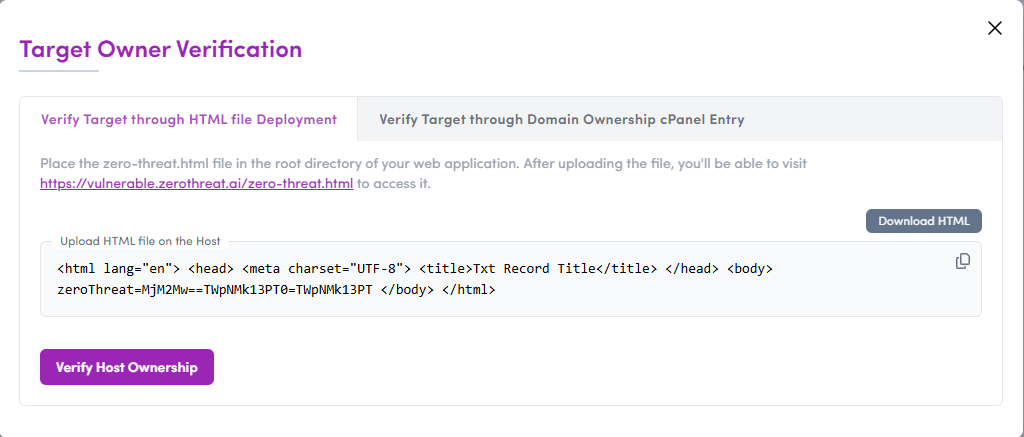 Target Owner Verification
Verify Target through HTML file Deployment
Verify Target through Domain Ownership cPanel Entry
Place the zero-threat.html file in the root directory of your web application. After uploading the file, you'll be able to visit
https://vulnerable.zerothreat.ai/zero-threat.html to access it.
Download HTML
Upload HTML file on the Host
<html lang="en"> <head> <meta charset="UTF-8"> <title>Txt Record Title</title> </head> <body>
zeroThreat=MjM2Mw==TWpNMk13PT0=TWpNMk13PT </body> </html>
Verify Host Ownership